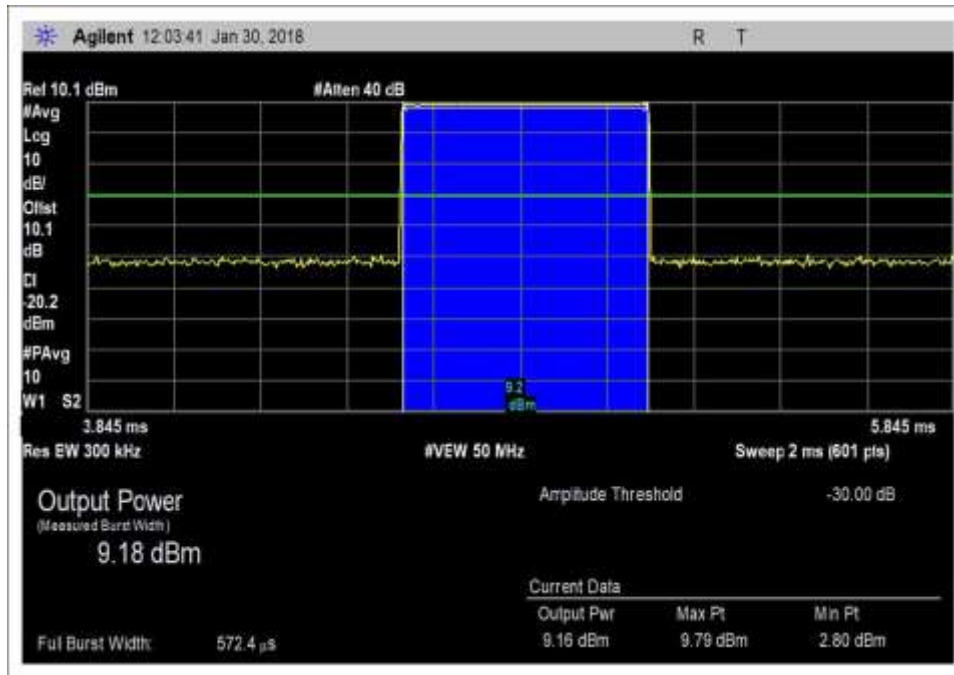 Agilent 12:03:41 Jan 30, 2018 R T
Ref 10.1 dBm #Atten 40 dB
#Avg
Log
10
dB/
Offst
10.1
dB
DI
-20.2
dBm
#PAvg
10
W1 S2
9.2
dBm
3.845 ms 5.845 ms
Res BW 300 kHz #VBW 50 MHz Sweep 2 ms (601 pts)
Output Power
(Measured Burst Width)
9.18 dBm
Amplitude Threshold -30.00 dB
Current Data
Output Pwr Max Pt Min Pt
9.16 dBm 9.79 dBm 2.80 dBm
Full Burst Width: 572.4 μs